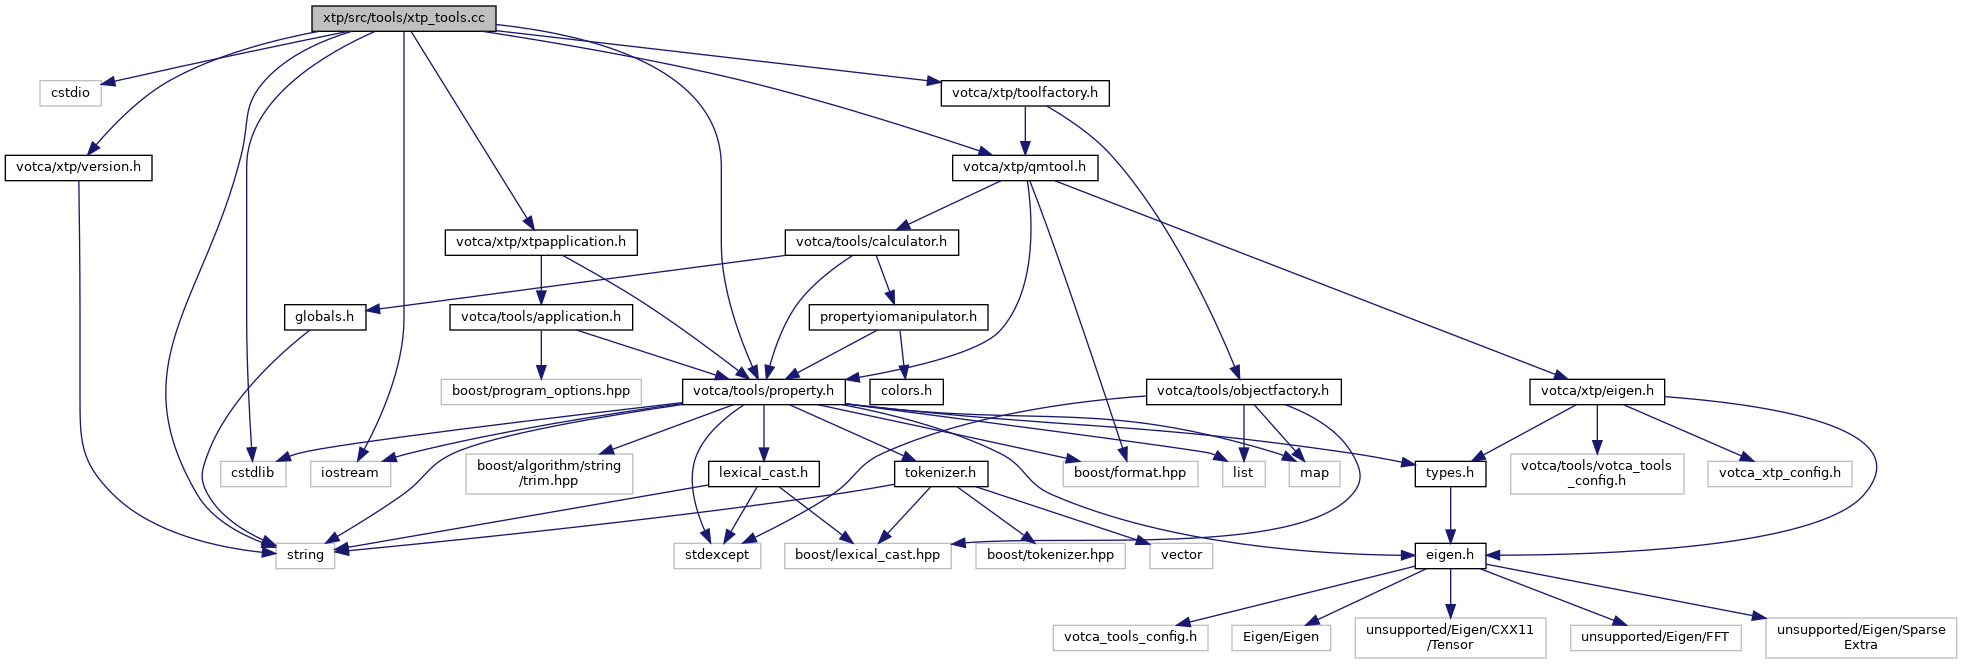 xtp/src/tools/xtp_tools.cc
cstdio
votca/xtp/toolfactory.h
votca/xtp/version.h
votca/xtp/qmtool.h
votca/xtp/xtpapplication.h
votca/tools/calculator.h
globals.h
votca/tools/application.h
propertyiomanipulator.h
boost/program_options.hpp
votca/tools/property.h
colors.h
votca/tools/objectfactory.h
votca/xtp/eigen.h
cstdlib
iostream
boost/algorithm/string
/trim.hpp
lexical_cast.h
tokenizer.h
boost/format.hpp
list
map
types.h
votca/tools/votca_tools
_config.h
votca_xtp_config.h
string
stdexcept
boost/lexical_cast.hpp
boost/tokenizer.hpp
vector
eigen.h
votca_tools_config.h
Eigen/Eigen
unsupported/Eigen/CXX11
/Tensor
unsupported/Eigen/FFT
unsupported/Eigen/Sparse
Extra